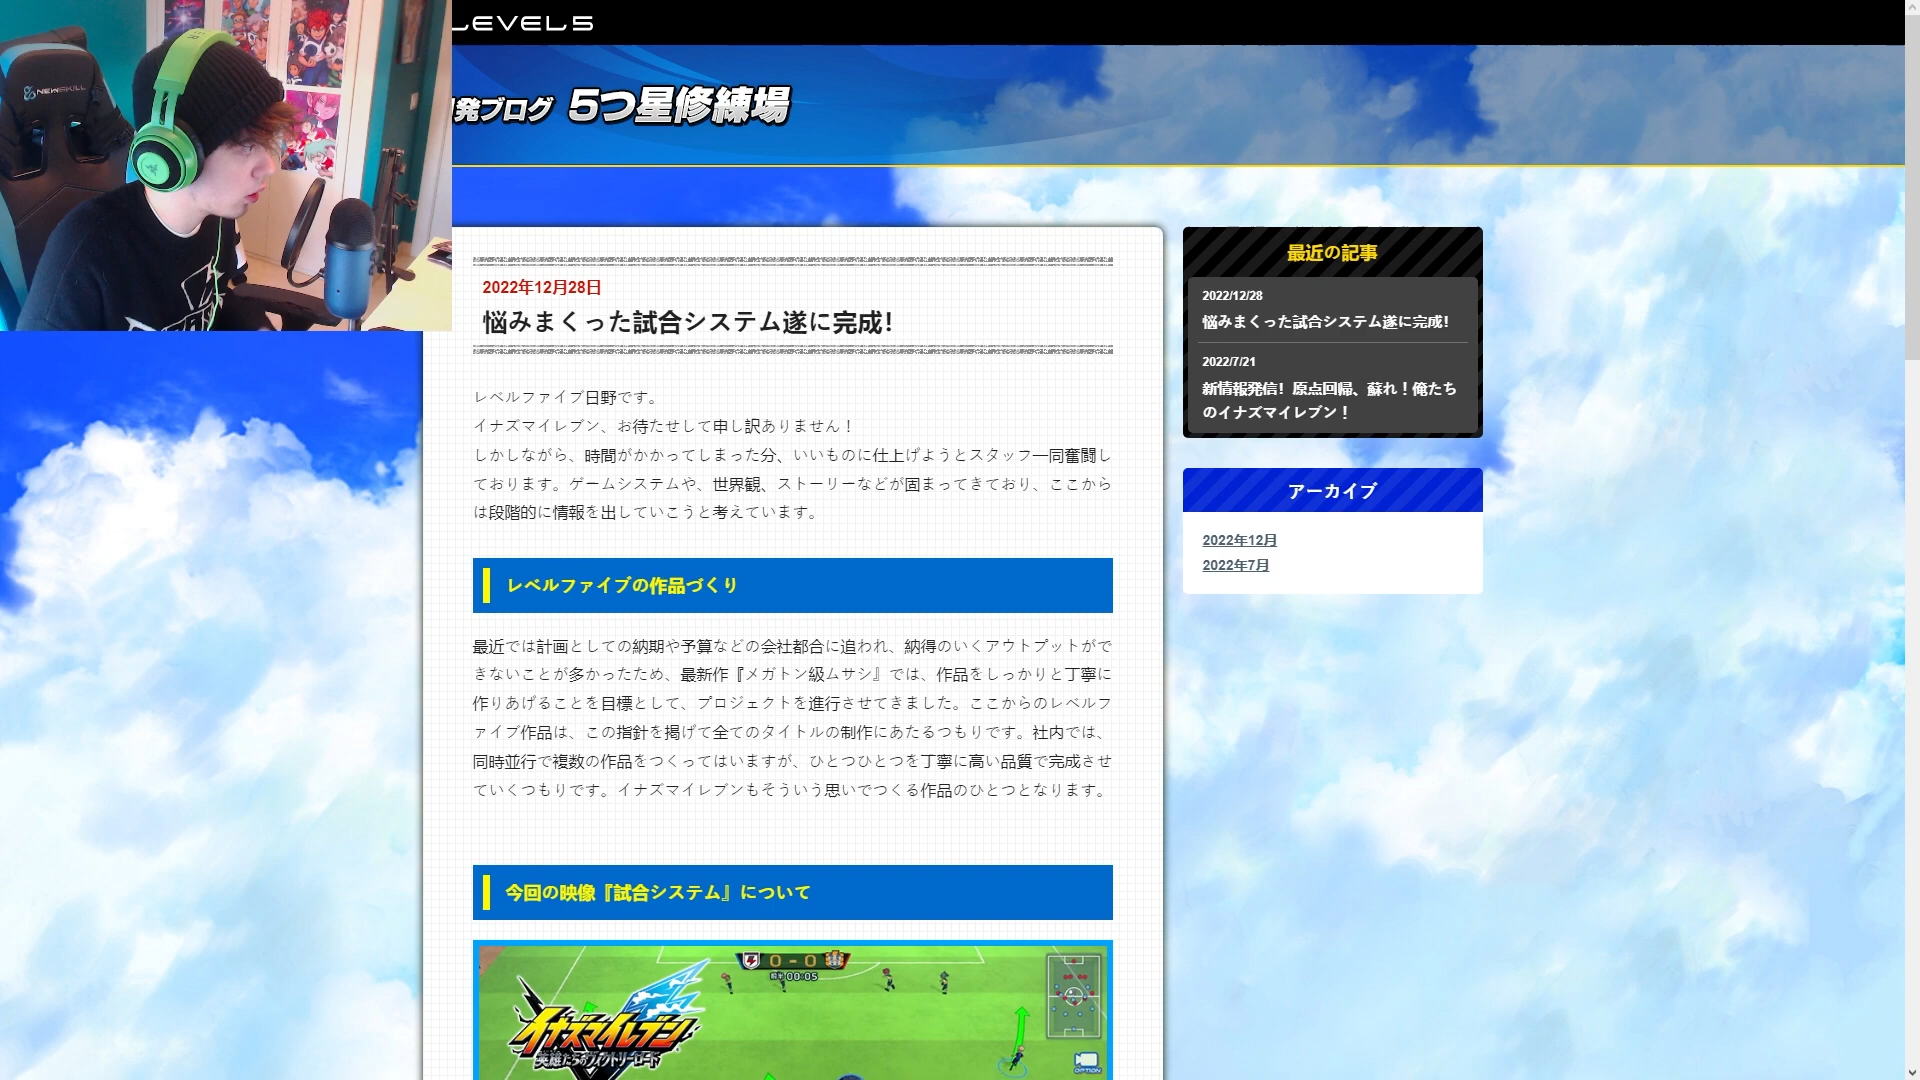 NEWSKILL
LEVEL5
発ブログ 5つ星修練場
2022年12月28日
悩みまくった試合システム遂に完成！
レベルファイブ日野です。
イナズマイレブン、お待たせして申し訳ありません！
しかしながら、時間がかかってしまった分、いいものに仕上げようとスタッフ一同奮闘し
ております。ゲームシステムや、世界観、ストーリーなどが固まってきており、ここから
は段階的に情報を出していこうと考えています。
レベルファイブの作品づくり
最近では計画としての納期や予算などの会社都合に追われ、納得のいくアウトプットがで
きないことが多かったため、最新作『メガトン級ムサシ』では、作品をしっかりと丁寧に
作りあげることを目標として、プロジェクトを進行させてきました。ここからのレベルフ
ァイブ作品は、この指針を掲げて全てのタイトルの制作にあたるつもりです。社内では、
同時並行で複数の作品をつくってはいますが、ひとつひとつを丁寧に高い品質で完成させ
ていくつもりです。イナズマイレブンもそういう思いでつくる作品のひとつとなります。
今回の映像『試合システム』について
0 - 0
前半 00:05
イナズマイレブン
英雄たちのヴィクトリーロード
OPTION
最近の記事
2022/12/28
悩みまくった試合システム遂に完成！
2022/7/21
新情報発信！原点回帰、蘇れ！俺たち
のイナズマイレブン！
アーカイブ
2022年12月
2022年7月